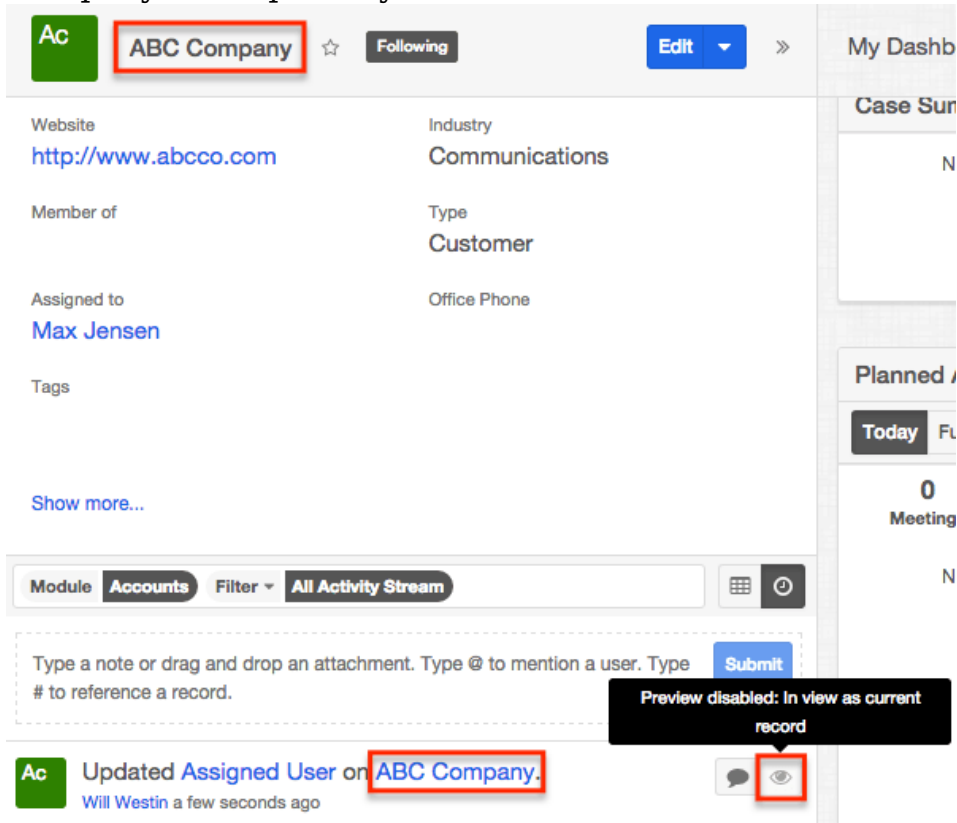 Ac
ABC Company
Following
Edit
My Dashb
Website
http://www.abcco.com
Industry
Communications
Member of
Type
Customer
Assigned to
Max Jensen
Office Phone
Tags
Show more...
Module Accounts Filter All Activity Stream
Type a note or drag and drop an attachment. Type @ to mention a user. Type
# to reference a record.
Submit
Preview disabled: In view as current
record
Ac
Updated Assigned User on ABC Company.
Will Westin a few seconds ago
Case Sum
N
Planned A
Today Fu
0
Meeting
N